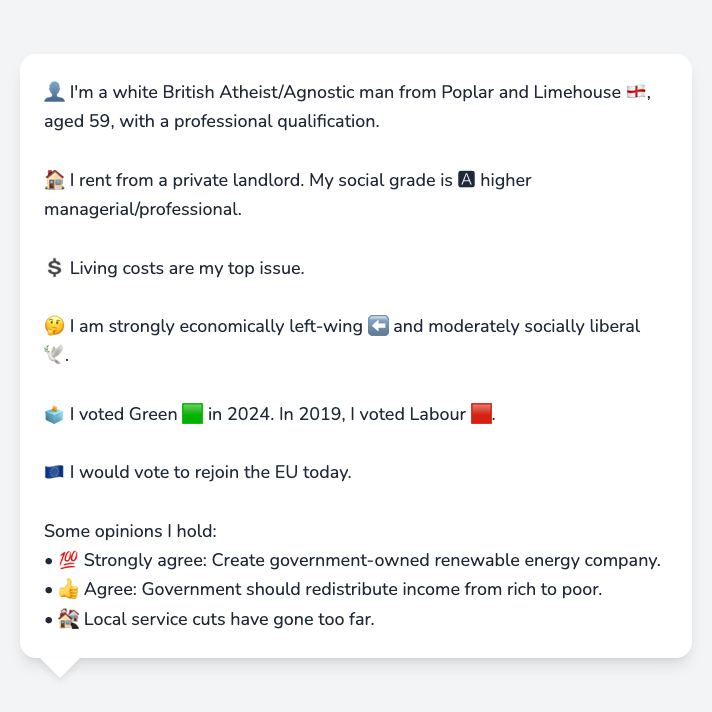 👤 I'm a white British Atheist/Agnostic man from Poplar and Limehouse 🏴󠁧󠁢󠁥󠁮󠁧󠁿,
aged 59, with a professional qualification.
🏠 I rent from a private landlord. My social grade is 🅰 higher
managerial/professional.
💲 Living costs are my top issue.
🤔 I am strongly economically left-wing ⬅️ and moderately socially liberal
🕊️.
🗳️ I voted Green 🟩 in 2024. In 2019, I voted Labour 🟥.
🇪🇺 I would vote to rejoin the EU today.
Some opinions I hold:
• 💯 Strongly agree: Create government-owned renewable energy company.
• 👍 Agree: Government should redistribute income from rich to poor.
• 🏚️ Local service cuts have gone too far.